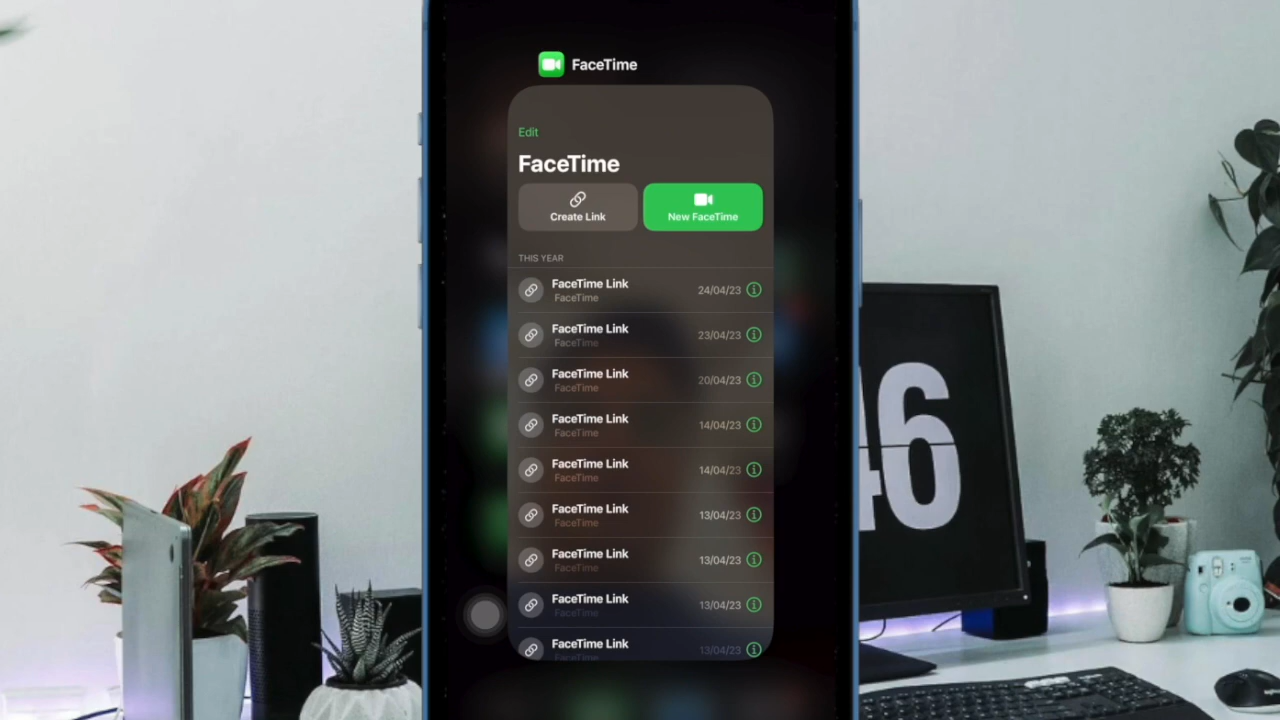 FaceTime
Edit
FaceTime
Create Link
New FaceTime
THIS YEAR
FaceTime Link
24/04/23
FaceTime
FaceTime Link
23/04/23
FaceTime
FaceTime Link
20/04/23
FaceTime
FaceTime Link
14/04/23
FaceTime
FaceTime Link
14/04/23
FaceTime
FaceTime Link
13/04/23
FaceTime
FaceTime Link
13/04/23
FaceTime
FaceTime Link
13/04/23
FaceTime
FaceTime Link
13/04/23
FaceTime
46